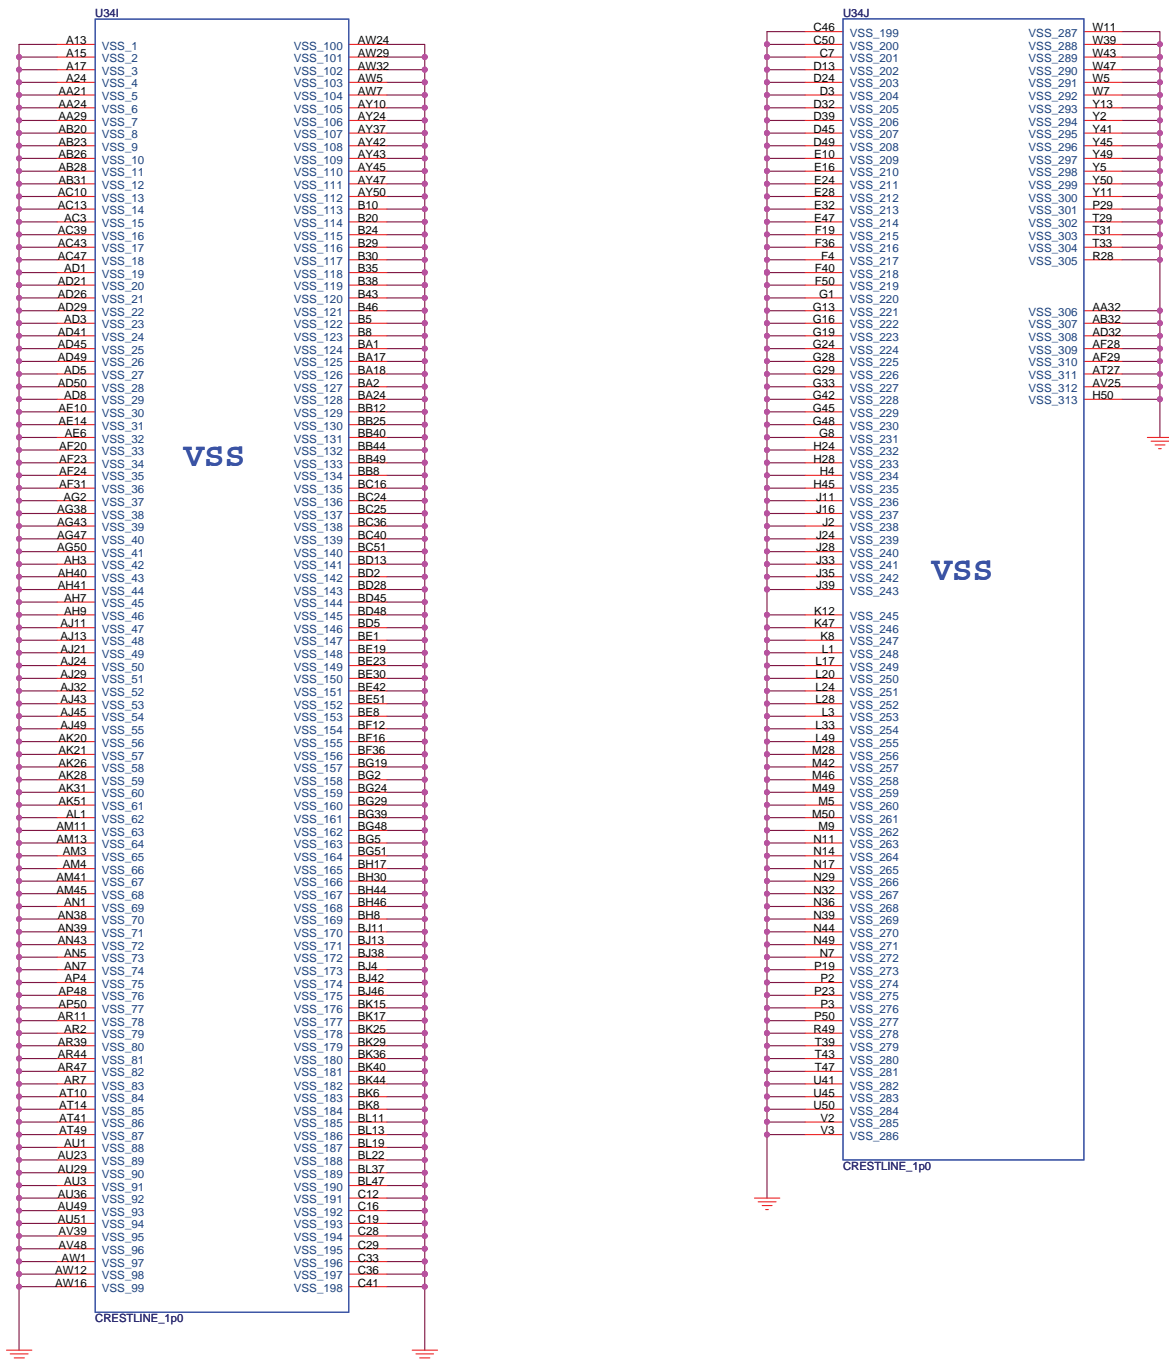 U34I
A13 VSS_1 VSS_100 AW24
A15 VSS_2 VSS_101 AW29
A17 VSS_3 VSS_102 AW32
A24 VSS_4 VSS_103 AW5
AA21 VSS_5 VSS_104 AW7
AA24 VSS_6 VSS_105 AY10
AA29 VSS_7 VSS_106 AY24
AB20 VSS_8 VSS_107 AY37
AB23 VSS_9 VSS_108 AY42
AB26 VSS_10 VSS_109 AY43
AB28 VSS_11 VSS_110 AY45
AB31 VSS_12 VSS_111 AY47
AC10 VSS_13 VSS_112 AY50
AC13 VSS_14 VSS_113 B10
AC3 VSS_15 VSS_114 B20
AC39 VSS_16 VSS_115 B24
AC43 VSS_17 VSS_116 B29
AC47 VSS_18 VSS_117 B30
AD1 VSS_19 VSS_118 B35
AD21 VSS_20 VSS_119 B38
AD26 VSS_21 VSS_120 B43
AD29 VSS_22 VSS_121 B46
AD3 VSS_23 VSS_122 B5
AD41 VSS_24 VSS_123 B8
AD45 VSS_25 VSS_124 BA1
AD49 VSS_26 VSS_125 BA17
AD5 VSS_27 VSS_126 BA18
AD50 VSS_28 VSS_127 BA2
AD8 VSS_29 VSS_128 BA24
AE10 VSS_30 VSS_129 BB12
AE14 VSS_31 VSS_130 BB25
AE6 VSS_32 VSS_131 BB40
AF20 VSS_33 VSS_132 BB44
AF23 VSS_34 VSS_133 BB49
AF24 VSS_35 VSS_134 BB8
AF31 VSS_36 VSS_135 BC16
AG2 VSS_37 VSS_136 BC24
AG38 VSS_38 VSS_137 BC25
AG43 VSS_39 VSS_138 BC36
AG47 VSS_40 VSS_139 BC40
AG50 VSS_41 VSS_140 BC51
AH3 VSS_42 VSS_141 BD13
AH40 VSS_43 VSS_142 BD2
AH41 VSS_44 VSS_143 BD28
AH7 VSS_45 VSS_144 BD45
AH9 VSS_46 VSS_145 BD48
AJ11 VSS_47 VSS_146 BD5
AJ13 VSS_48 VSS_147 BE1
AJ21 VSS_49 VSS_148 BE19
AJ24 VSS_50 VSS_149 BE23
AJ29 VSS_51 VSS_150 BE30
AJ32 VSS_52 VSS_151 BE42
AJ43 VSS_53 VSS_152 BE51
AJ45 VSS_54 VSS_153 BE8
AJ49 VSS_55 VSS_154 BF12
AK20 VSS_56 VSS_155 BF16
AK21 VSS_57 VSS_156 BF36
AK26 VSS_58 VSS_157 BG19
AK28 VSS_59 VSS_158 BG2
AK31 VSS_60 VSS_159 BG24
AK51 VSS_61 VSS_160 BG29
AL1 VSS_62 VSS_161 BG39
AM11 VSS_63 VSS_162 BG48
AM13 VSS_64 VSS_163 BG5
AM3 VSS_65 VSS_164 BG51
AM4 VSS_66 VSS_165 BH17
AM41 VSS_67 VSS_166 BH30
AM45 VSS_68 VSS_167 BH44
AN1 VSS_69 VSS_168 BH46
AN38 VSS_70 VSS_169 BH8
AN39 VSS_71 VSS_170 BJ11
AN43 VSS_72 VSS_171 BJ13
AN5 VSS_73 VSS_172 BJ38
AN7 VSS_74 VSS_173 BJ4
AP4 VSS_75 VSS_174 BJ42
AP48 VSS_76 VSS_175 BJ46
AP50 VSS_77 VSS_176 BK15
AR11 VSS_78 VSS_177 BK17
AR2 VSS_79 VSS_178 BK25
AR39 VSS_80 VSS_179 BK29
AR44 VSS_81 VSS_180 BK36
AR47 VSS_82 VSS_181 BK40
AR7 VSS_83 VSS_182 BK44
AT10 VSS_84 VSS_183 BK6
AT14 VSS_85 VSS_184 BK8
AT41 VSS_86 VSS_185 BL11
AT49 VSS_87 VSS_186 BL13
AU1 VSS_88 VSS_187 BL19
AU23 VSS_89 VSS_188 BL22
AU29 VSS_90 VSS_189 BL37
AU3 VSS_91 VSS_190 BL47
AU36 VSS_92 VSS_191 C12
AU49 VSS_93 VSS_192 C16
AU51 VSS_94 VSS_193 C19
AV39 VSS_95 VSS_194 C28
AV48 VSS_96 VSS_195 C29
AW1 VSS_97 VSS_196 C33
AW12 VSS_98 VSS_197 C36
AW16 VSS_99 VSS_198 C41
VSS
CRESTLINE_1p0
U34J
C46 VSS_199 VSS_287 W11
C50 VSS_200 VSS_288 W39
C7 VSS_201 VSS_289 W43
D13 VSS_202 VSS_290 W47
D24 VSS_203 VSS_291 W5
D3 VSS_204 VSS_292 W7
D32 VSS_205 VSS_293 Y13
D39 VSS_206 VSS_294 Y2
D45 VSS_207 VSS_295 Y41
D49 VSS_208 VSS_296 Y45
E10 VSS_209 VSS_297 Y49
E16 VSS_210 VSS_298 Y5
E24 VSS_211 VSS_299 Y50
E28 VSS_212 VSS_300 Y11
E32 VSS_213 VSS_301 P29
E47 VSS_214 VSS_302 T29
F19 VSS_215 VSS_303 T31
F36 VSS_216 VSS_304 T33
F4 VSS_217 VSS_305 R28
F40 VSS_218
F50 VSS_219
G1 VSS_220
G13 VSS_221 VSS_306 AA32
G16 VSS_222 VSS_307 AB32
G19 VSS_223 VSS_308 AD32
G24 VSS_224 VSS_309 AF28
G28 VSS_225 VSS_310 AF29
G29 VSS_226 VSS_311 AT27
G33 VSS_227 VSS_312 AV25
G42 VSS_228 VSS_313 H50
G45 VSS_229
G48 VSS_230
G8 VSS_231
H24 VSS_232
H28 VSS_233
H4 VSS_234
H45 VSS_235
J11 VSS_236
J16 VSS_237
J2 VSS_238
J24 VSS_239
J28 VSS_240
J33 VSS_241
J35 VSS_242
J39 VSS_243
VSS
K12 VSS_245
K47 VSS_246
K8 VSS_247
L1 VSS_248
L17 VSS_249
L20 VSS_250
L24 VSS_251
L28 VSS_252
L3 VSS_253
L33 VSS_254
L49 VSS_255
M28 VSS_256
M42 VSS_257
M46 VSS_258
M49 VSS_259
M5 VSS_260
M50 VSS_261
M9 VSS_262
N11 VSS_263
N14 VSS_264
N17 VSS_265
N29 VSS_266
N32 VSS_267
N36 VSS_268
N39 VSS_269
N44 VSS_270
N49 VSS_271
N7 VSS_272
P19 VSS_273
P2 VSS_274
P23 VSS_275
P3 VSS_276
P50 VSS_277
R49 VSS_278
T39 VSS_279
T43 VSS_280
T47 VSS_281
U41 VSS_282
U45 VSS_283
U50 VSS_284
V2 VSS_285
V3 VSS_286
CRESTLINE_1p0